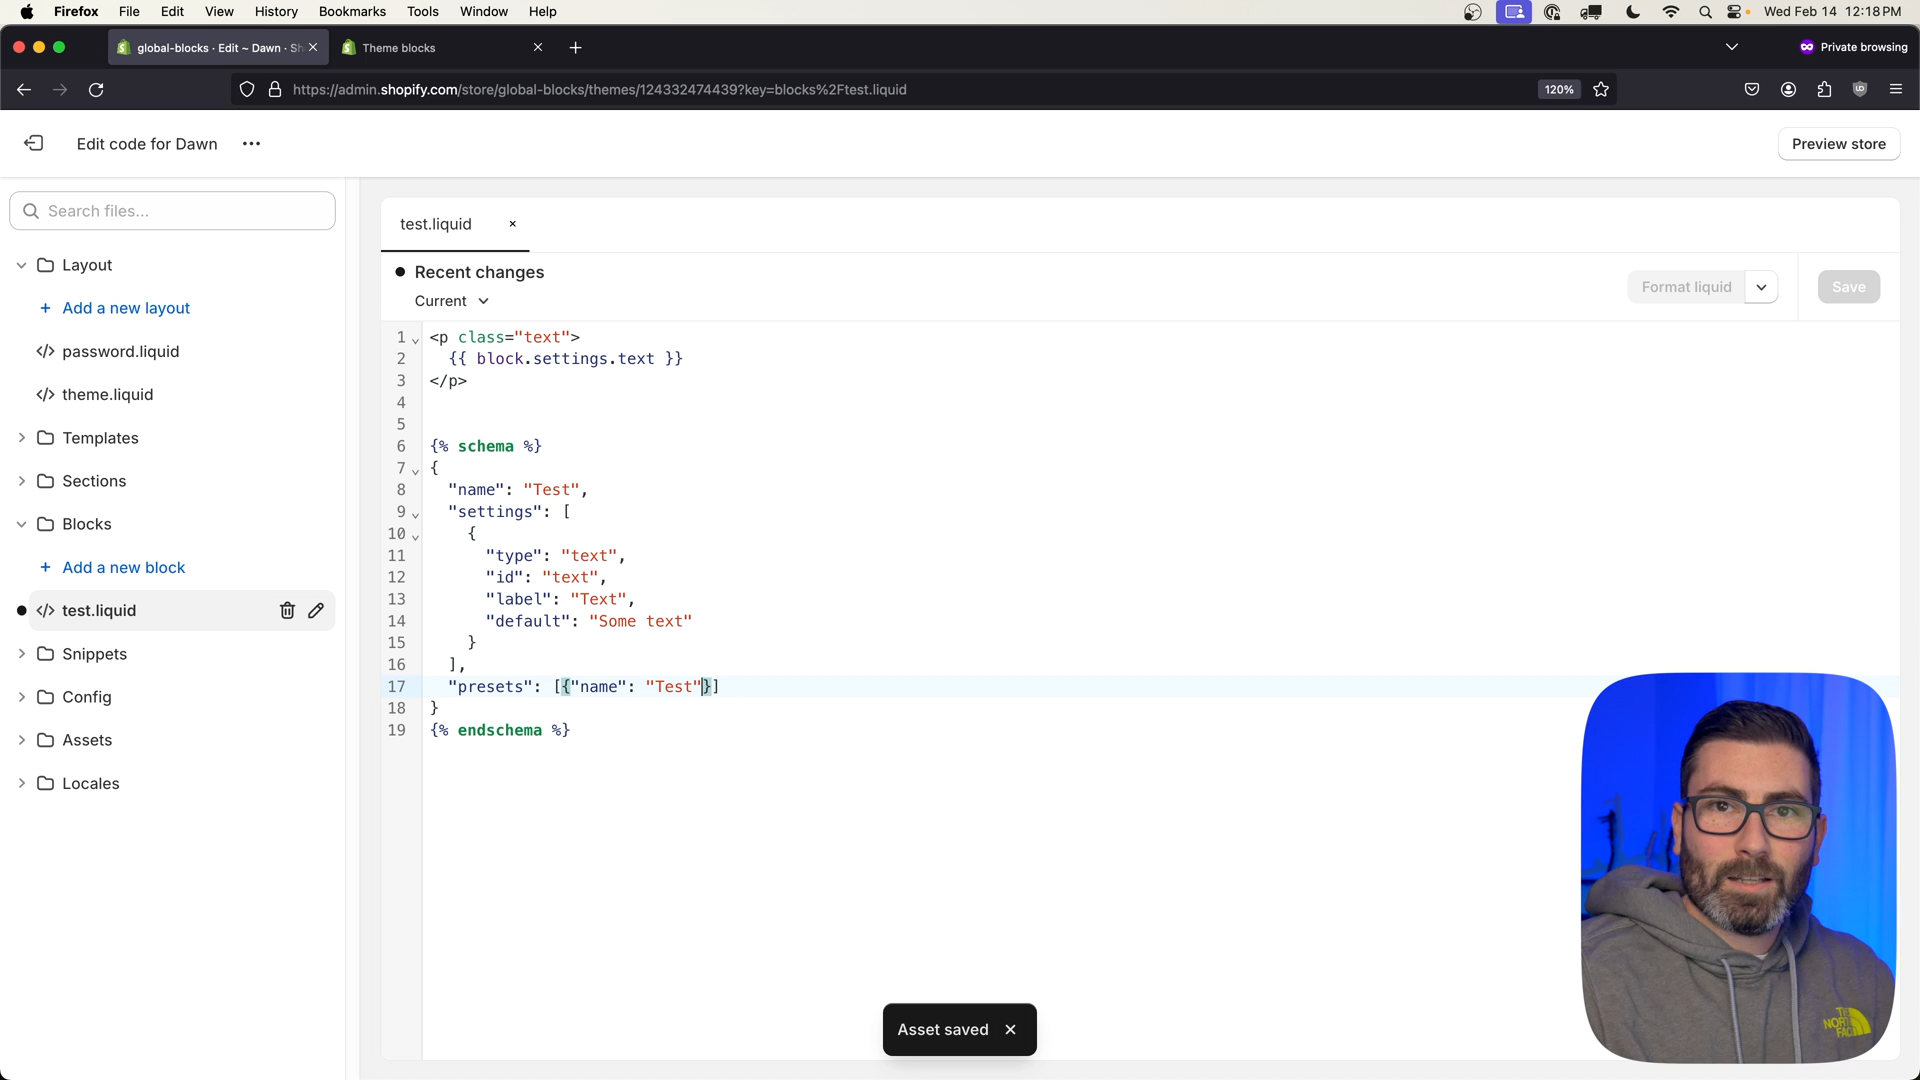 Firefox File Edit View History Bookmarks Tools Window Help Wed Feb 14 12:18 PM
global-blocks · Edit ~ Dawn · Sh Theme blocks Private browsing
https://admin.shopify.com/store/global-blocks/themes/124332474439?key=blocks%2Ftest.liquid 120%
Edit code for Dawn Preview store
Search files...
Layout
+ Add a new layout
</> password.liquid
</> theme.liquid
Templates
Sections
Blocks
+ Add a new block
</> test.liquid
Snippets
Config
Assets
Locales
test.liquid
Recent changes
Current
Format liquid Save
1 <p class="text">
2 {{ block.settings.text }}
3 </p>
4
5
6 {% schema %}
7 {
8 "name": "Test",
9 "settings": [
10 {
11 "type": "text",
12 "id": "text",
13 "label": "Text",
14 "default": "Some text"
15 }
16 ],
17 "presets": [{"name": "Test"}]
18 }
19 {% endschema %}
Asset saved
THE
NORTH
FACE